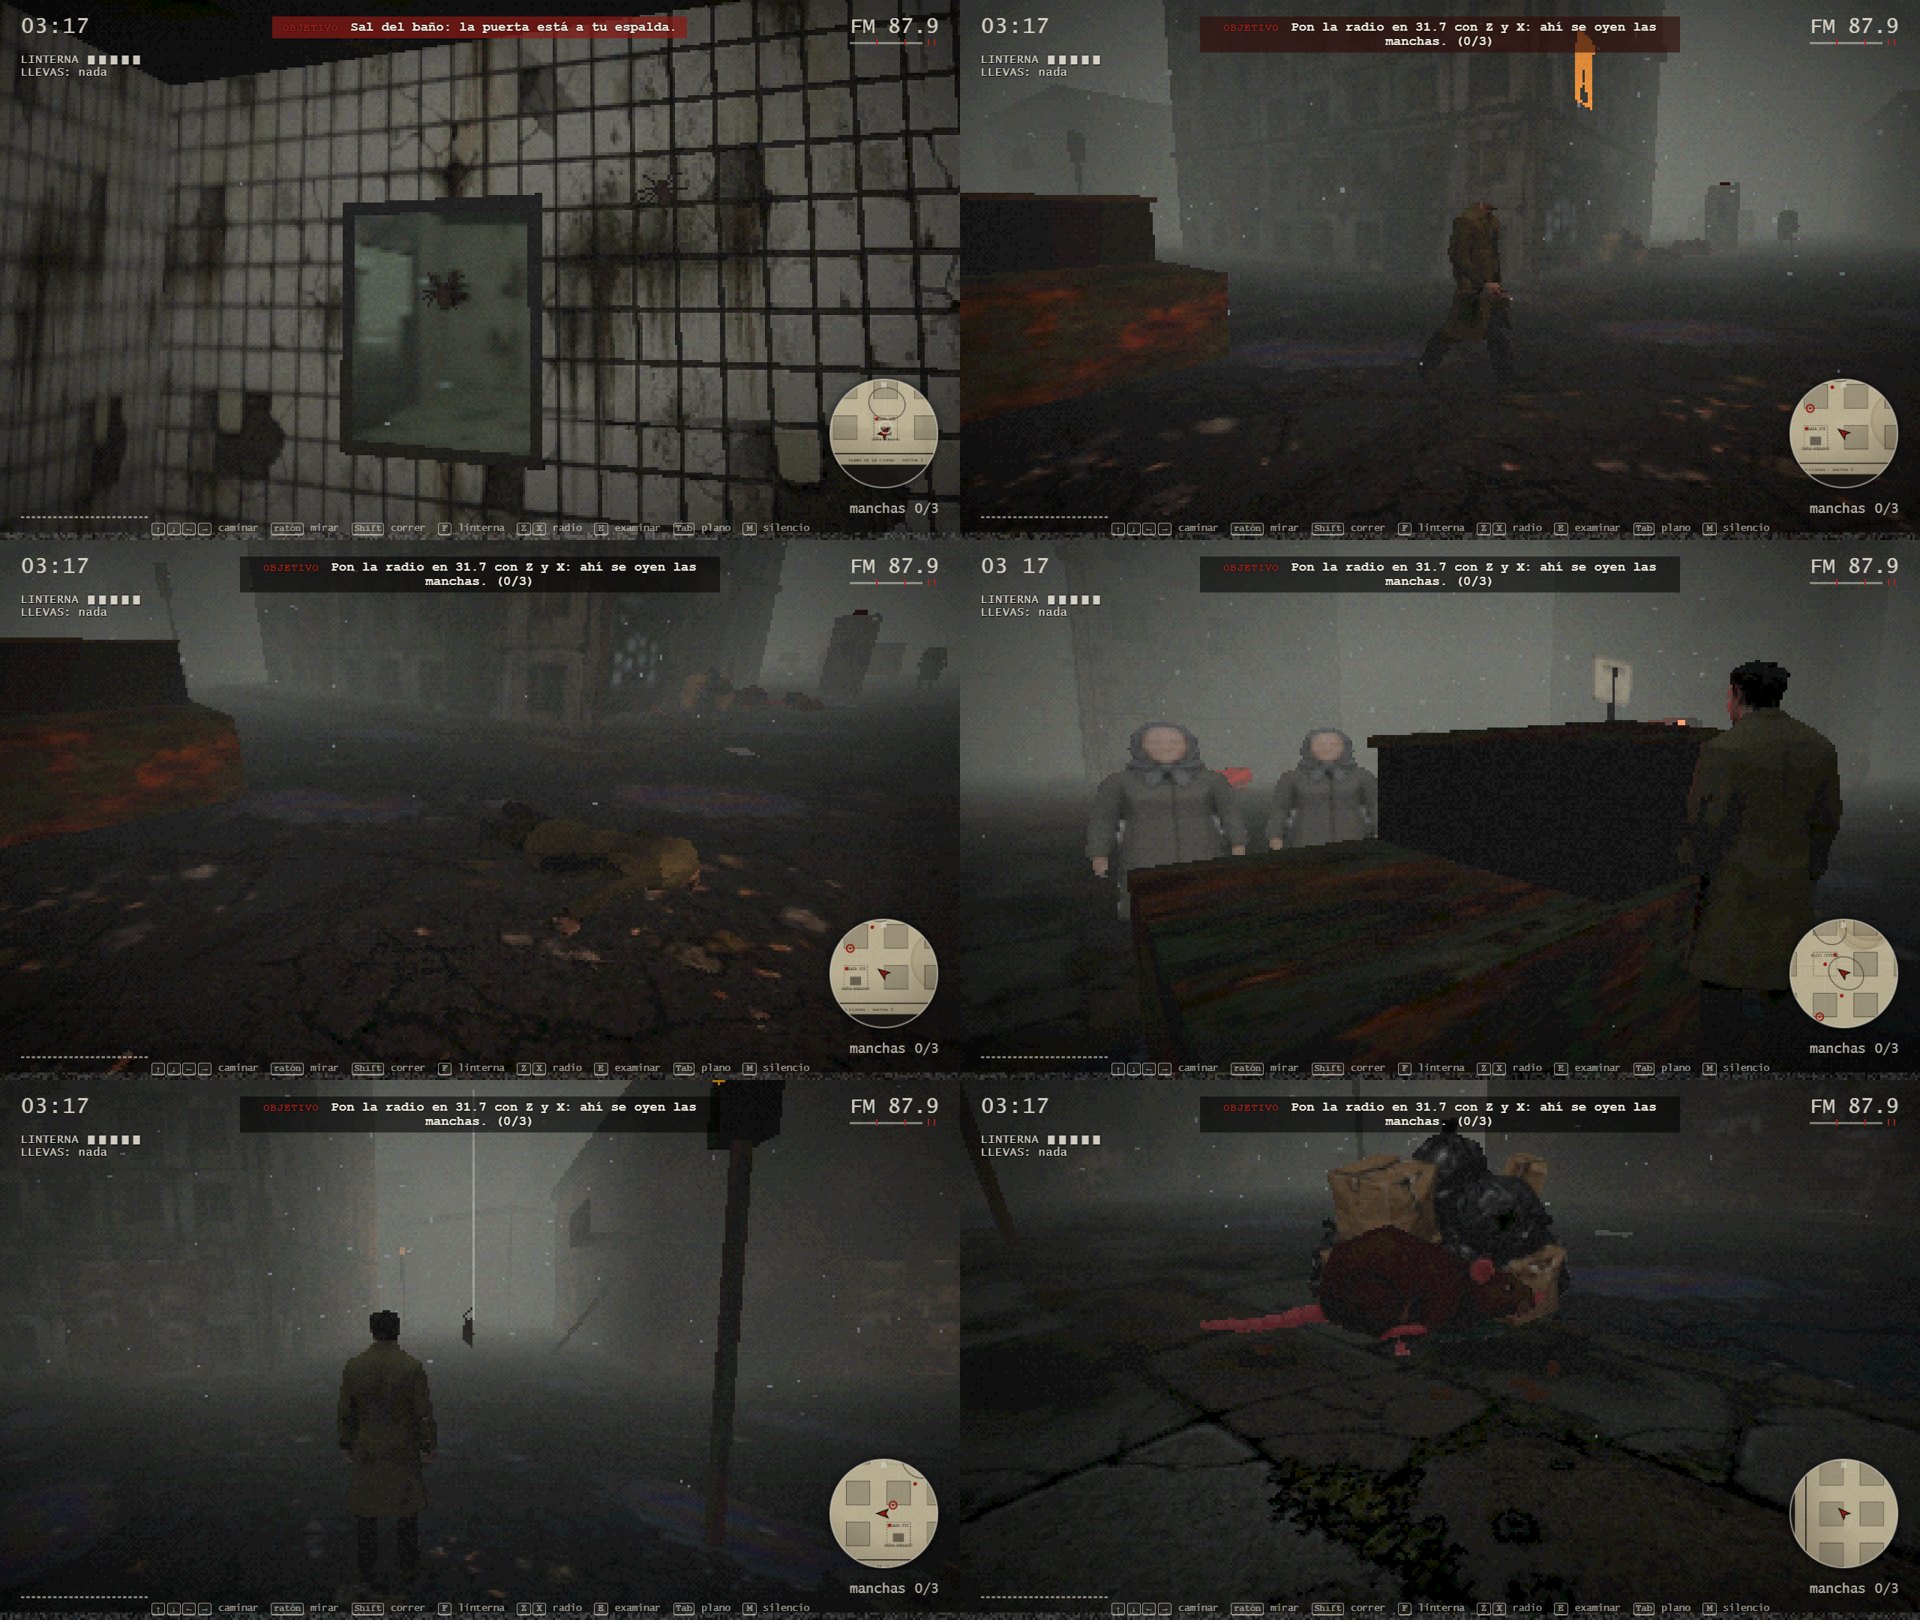 03:17
OBJETIVO Sal del baño: la puerta está a tu espalda.
FM 87.9
LINTERNA
LLEVAS: nada
manchas 0/3
↑ ↓ ← → caminar ratón mirar Shift correr F linterna Z X radio E examinar Tab plano M silencio
03:17
OBJETIVO Pon la radio en 31.7 con Z y X: ahí se oyen las
manchas. (0/3)
FM 87.9
LINTERNA
LLEVAS: nada
manchas 0/3
↑ ↓ ← → caminar ratón mirar Shift correr F linterna Z X radio E examinar Tab plano M silencio
03:17
OBJETIVO Pon la radio en 31.7 con Z y X: ahí se oyen las
manchas. (0/3)
FM 87.9
LINTERNA
LLEVAS: nada
manchas 0/3
↑ ↓ ← → caminar ratón mirar Shift correr F linterna Z X radio E examinar Tab plano M silencio
03 17
OBJETIVO Pon la radio en 31.7 con Z y X: ahí se oyen las
manchas. (0/3)
FM 87.9
LINTERNA
LLEVAS: nada
manchas 0/3
↑ ↓ ← → caminar ratón mirar Shift correr F linterna Z X radio E examinar Tab plano M silencio
03:17
OBJETIVO Pon la radio en 31.7 con Z y X: ahí se oyen las
manchas. (0/3)
FM 87.9
LINTERNA
LLEVAS: nada
manchas 0/3
↑ ↓ ← → caminar ratón mirar Shift correr F linterna Z X radio E examinar Tab plano M silencio
03:17
OBJETIVO Pon la radio en 31.7 con Z y X: ahí se oyen las
manchas. (0/3)
FM 87.9
LINTERNA
LLEVAS: nada
manchas 0/3
↑ ↓ ← → caminar ratón mirar Shift correr F linterna Z X radio E examinar Tab plano M silencio